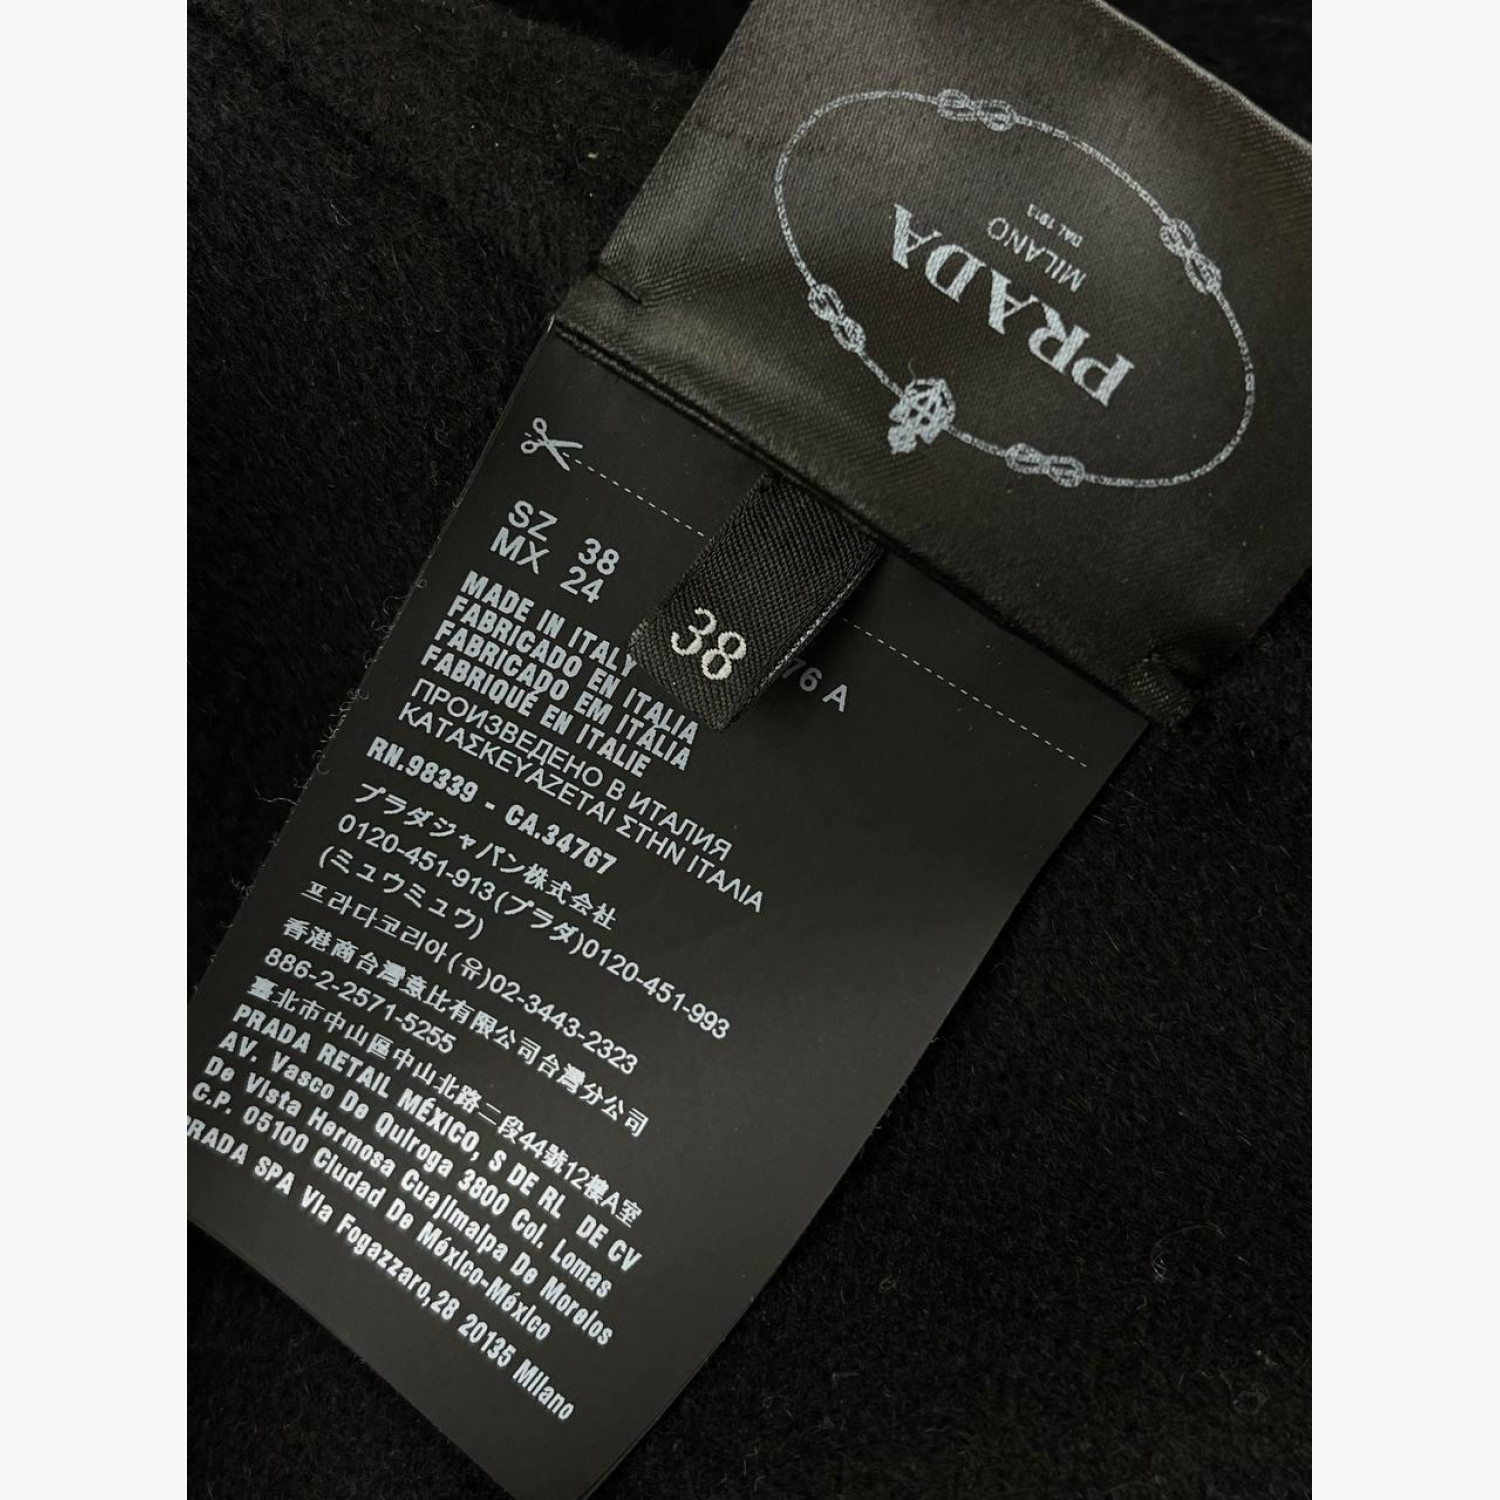 PRADA
MILANO
DAL 1913
SZ 38
MX 24
38
76 A
MADE IN ITALY
FABRICADO EN ITALIA
FABRICADO EM ITÁLIA
FABRIQUÉ EN ITALIE
ПРОИЗВЕДЕНО В ИТАЛИЯ
ΚΑΤΑΣΚΕΥΑΖΕΤΑΙ ΣΤΗΝ ΙΤΑΛΙΑ
RN.98339 - CA.34767
プラダジャパン株式会社
0120-451-913(プラダ)0120-451-993
(ミュウミュウ)
프라다코리아(유)02-3443-2323
香港商台灣意比有限公司台灣分公司
886-2-2571-5255
臺北市中山區中山北路二段44號12樓A室
PRADA RETAIL MÉXICO, S DE RL DE CV
AV. Vasco De Quiroga 3800 Col. Lomas
De Vista Hermosa Cuajimalpa De Morelos
C.P. 05100 Ciudad De México-México
PRADA SPA Via Fogazzaro,28 20135 Milano